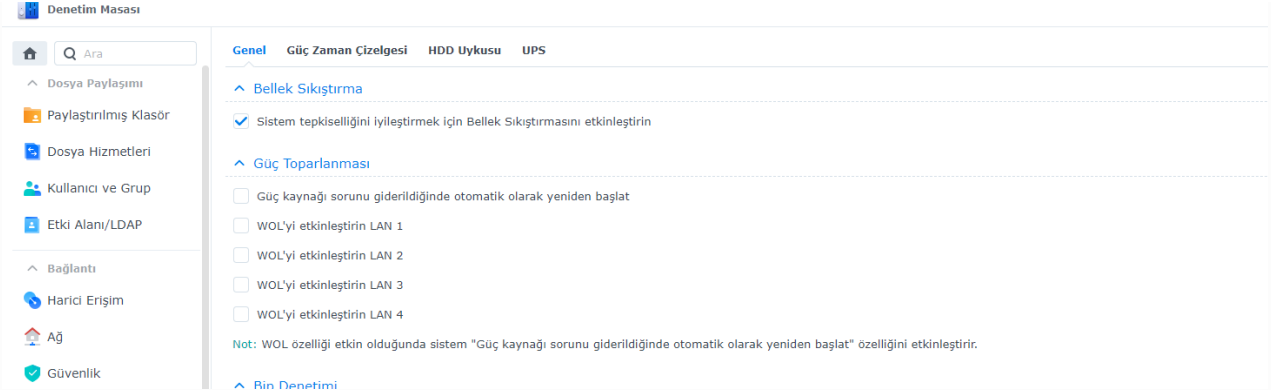 Denetim Masası
Ara
Dosya Paylaşımı
Paylaştırılmış Klasör
Dosya Hizmetleri
Kullanıcı ve Grup
Etki Alanı/LDAP
Bağlantı
Harici Erişim
Ağ
Güvenlik
Genel Güç Zaman Çizelgesi HDD Uykusu UPS
Bellek Sıkıştırma
Sistem tepkiselliğini iyileştirmek için Bellek Sıkıştırmasını etkinleştirin
Güç Toparlanması
Güç kaynağı sorunu giderildiğinde otomatik olarak yeniden başlat
WOL'yi etkinleştirin LAN 1
WOL'yi etkinleştirin LAN 2
WOL'yi etkinleştirin LAN 3
WOL'yi etkinleştirin LAN 4
Not: WOL özelliği etkin olduğunda sistem "Güç kaynağı sorunu giderildiğinde otomatik olarak yeniden başlat" özelliğini etkinleştirir.
Bip Denetimi